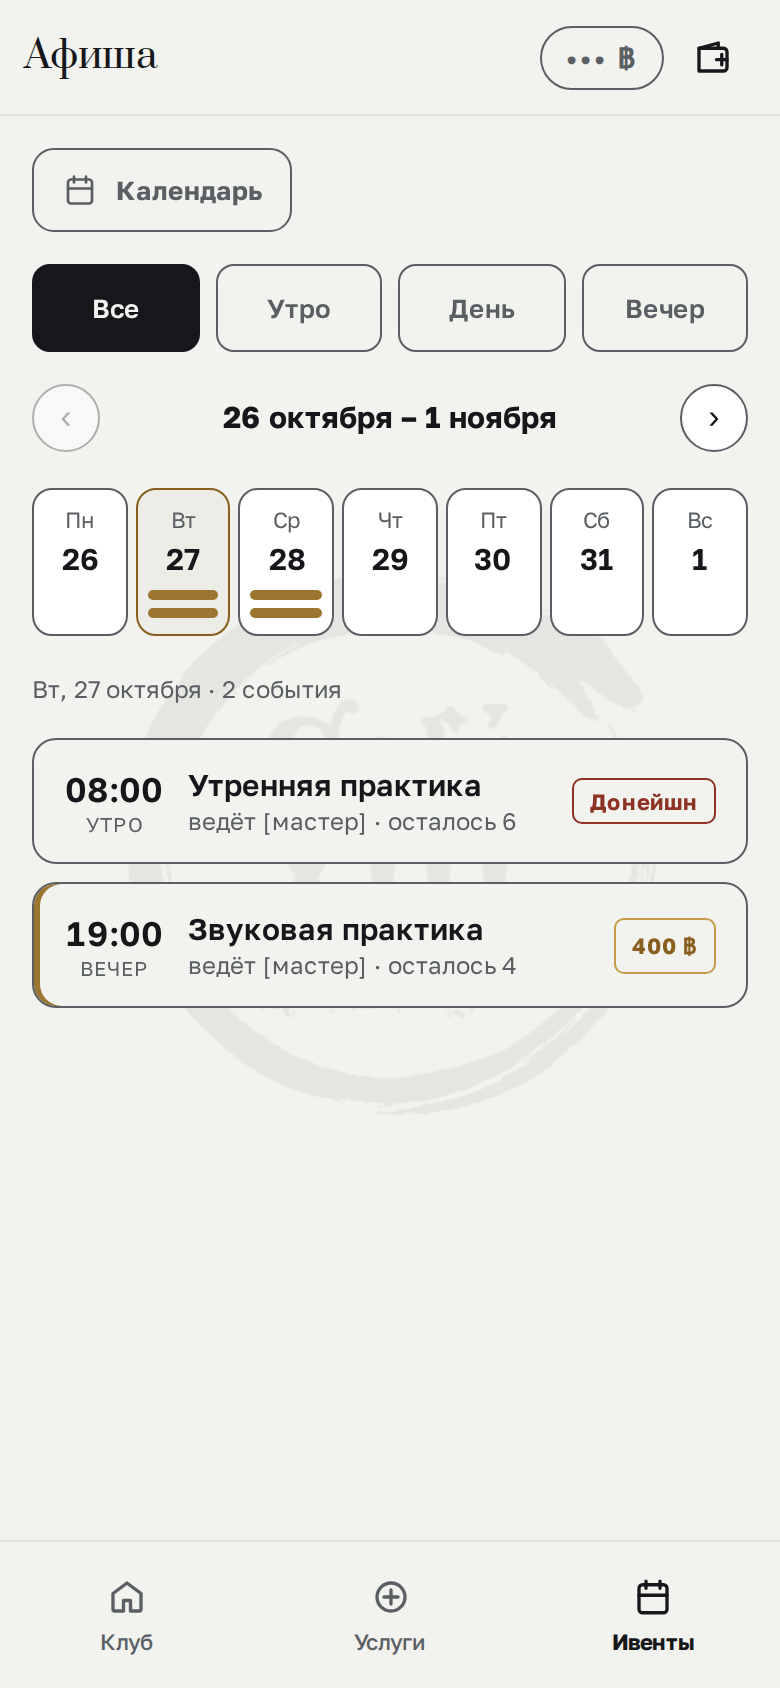 Афиша
••• ฿
Календарь
Все Утро День Вечер
‹ 26 октября – 1 ноября ›
Пн Вт Ср Чт Пт Сб Вс
26 27 28 29 30 31 1
Вт, 27 октября · 2 события
08:00 Утренняя практика
УТРО ведёт [мастер] · осталось 6
Донейшн
19:00 Звуковая практика
ВЕЧЕР ведёт [мастер] · осталось 4
400 ฿
Клуб Услуги Ивенты